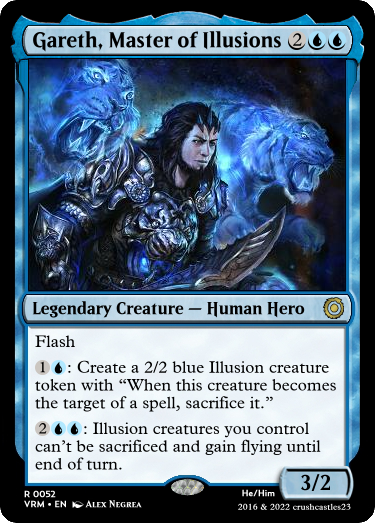 Gareth, Master of Illusions 2
Legendary Creature — Human Hero
Flash
1: Create a 2/2 blue Illusion creature
token with “When this creature becomes
the target of a spell, sacrifice it.”
2: Illusion creatures you control
can’t be sacrificed and gain flying until
end of turn.
3/2
R 0052
VRM • EN Alex Negrea
He/Him
2016 & 2022 crushcastles23